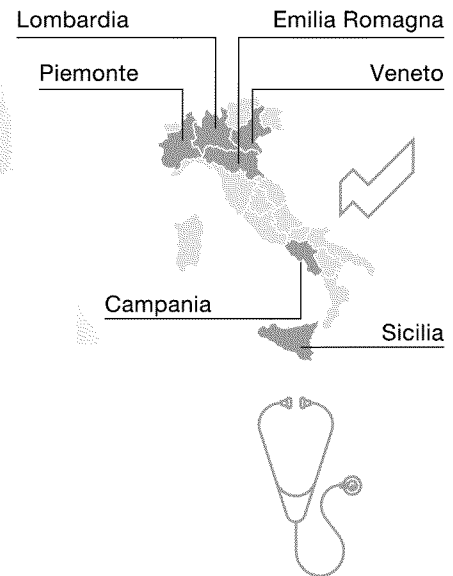 Lombardia
Emilia Romagna
Piemonte
Veneto
Campania
Sicilia